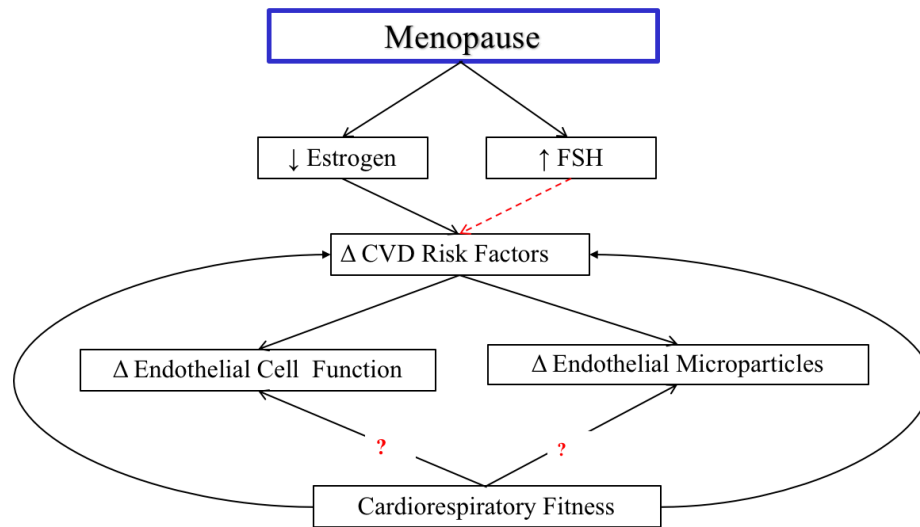 Menopause
↓ Estrogen
↑ FSH
Δ CVD Risk Factors
Δ Endothelial Cell Function
Δ Endothelial Microparticles
?
?
Cardiorespiratory Fitness